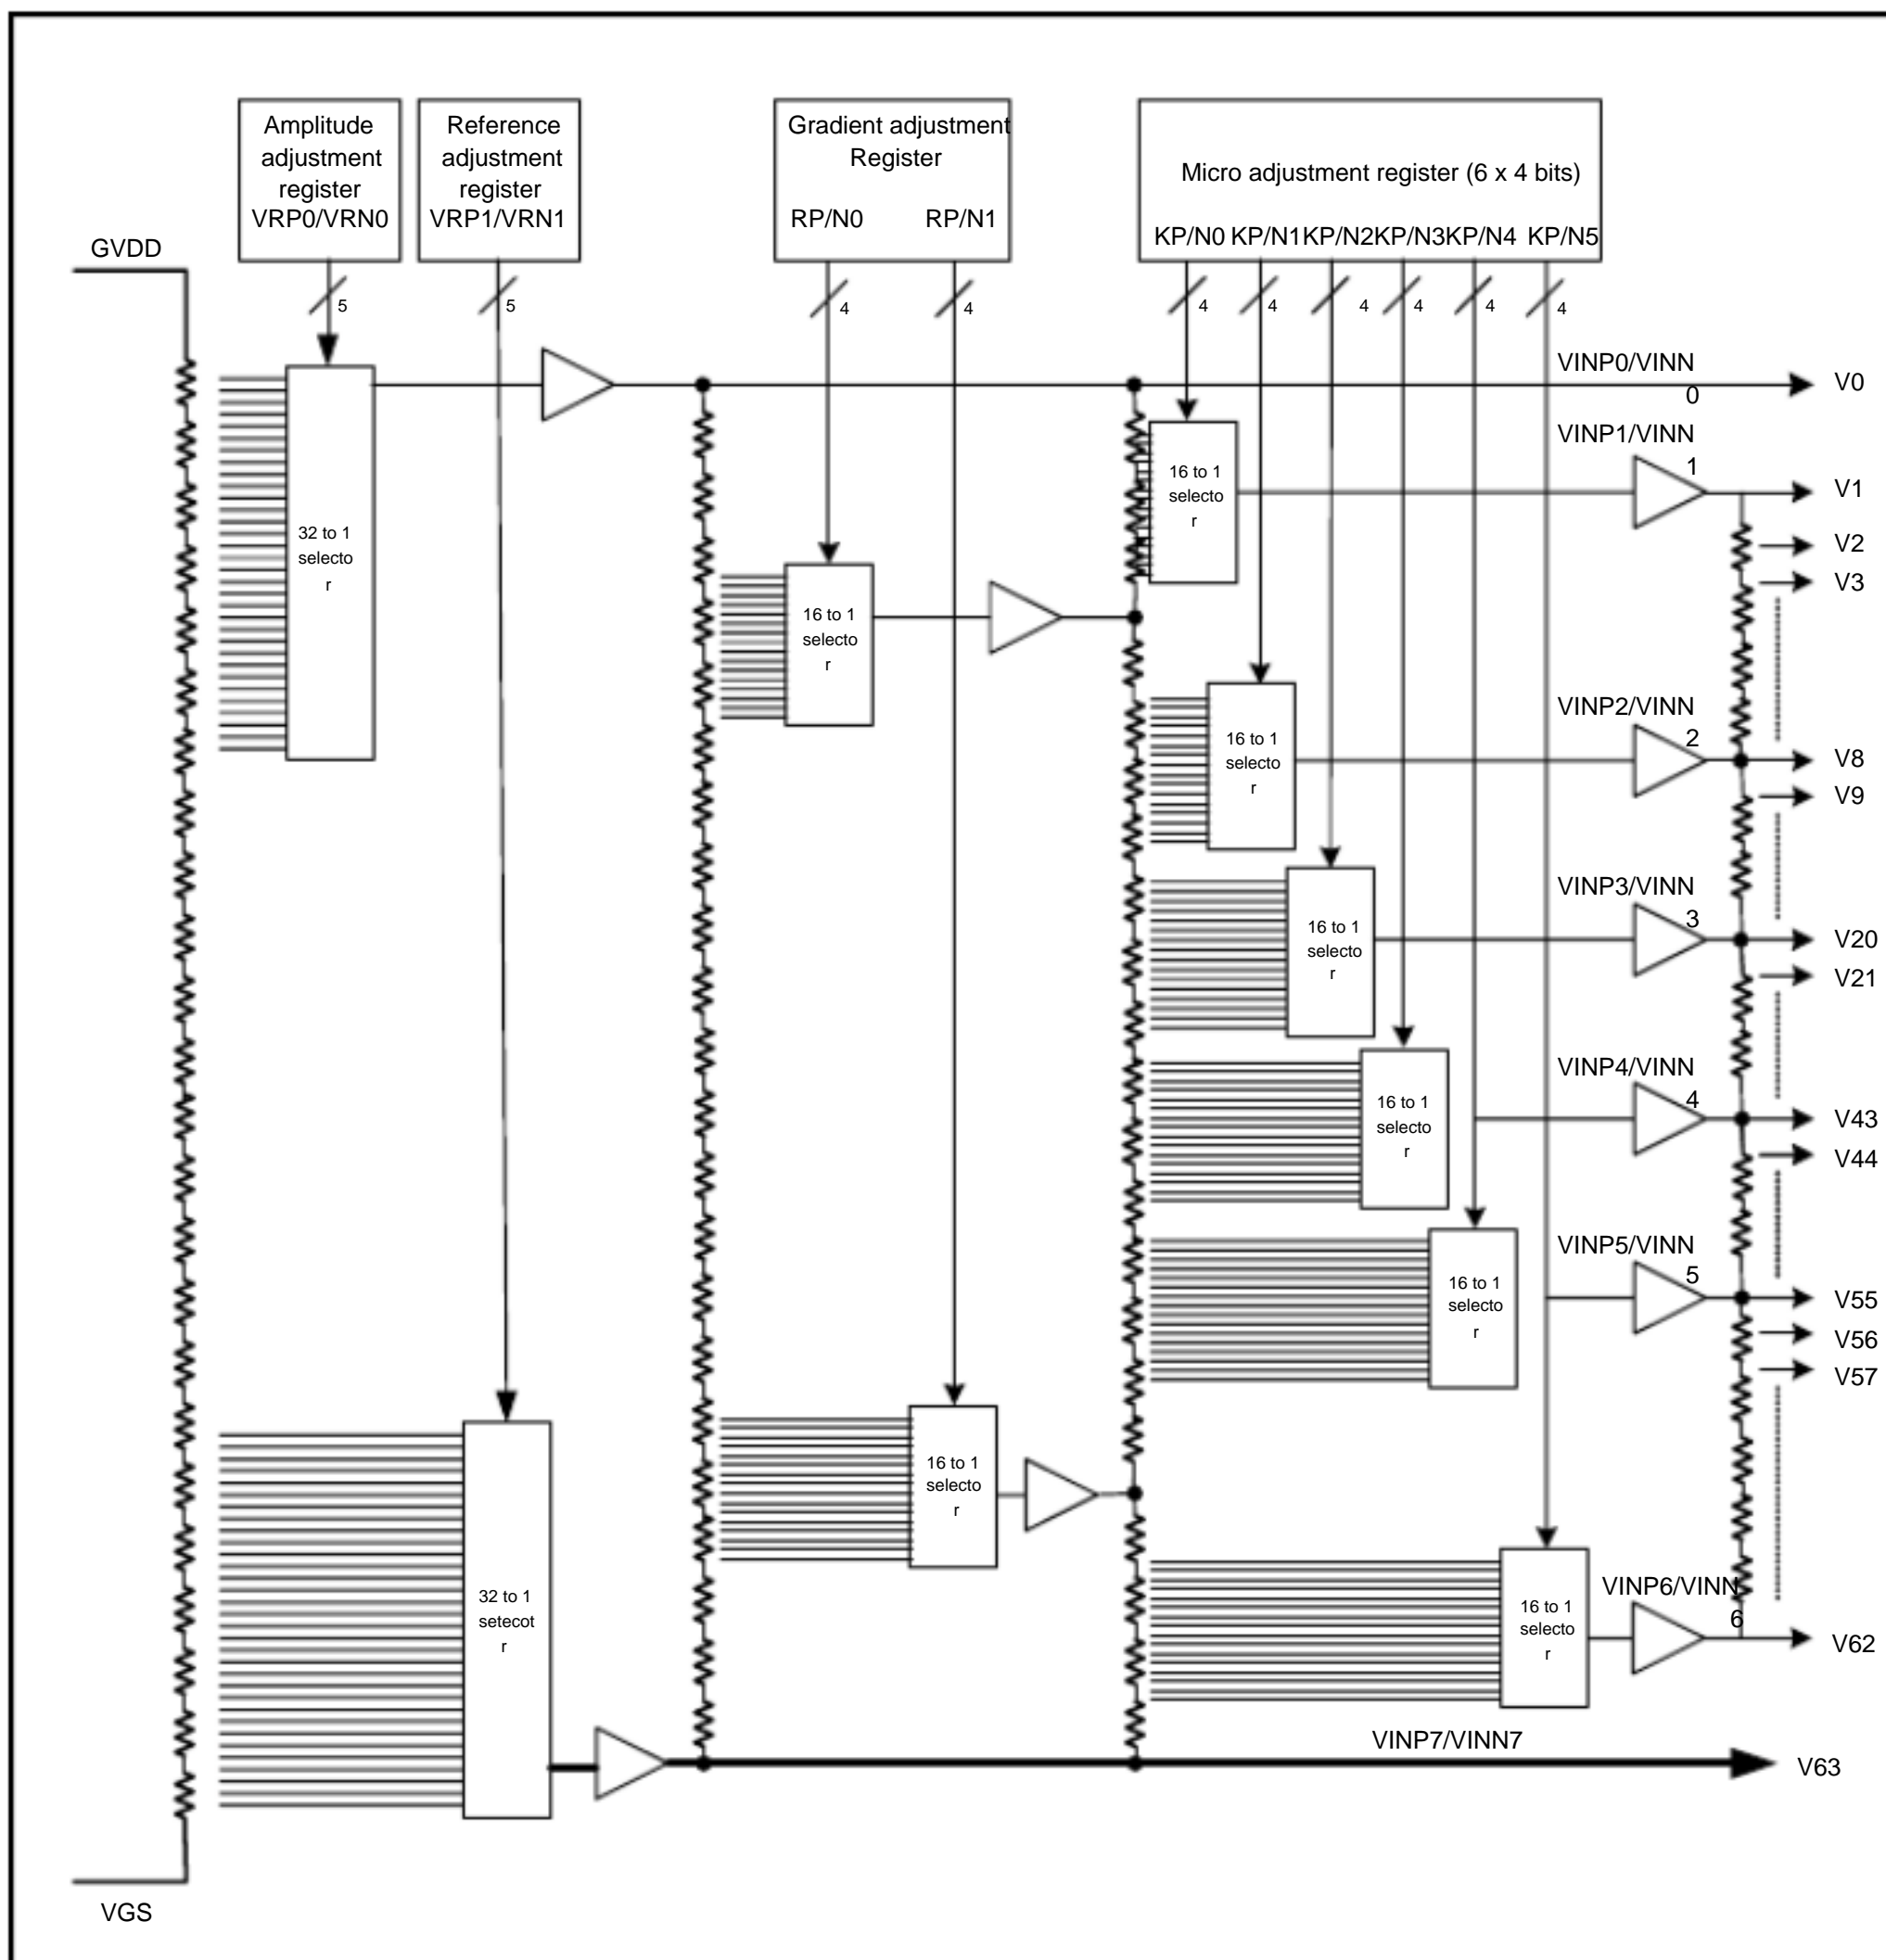 Amplitude
adjustment
register
VRP0/VRN0
Reference
adjustment
register
VRP1/VRN1
Gradient adjustment
Register
RP/N0 RP/N1
Micro adjustment register (6 x 4 bits)
KP/N0 KP/N1 KP/N2 KP/N3 KP/N4 KP/N5
GVDD
5
5
4
4
4
4
4
4
4
4
VINP0/VINN
0
V0
VINP1/VINN
1
V1
16 to 1
selecto
r
32 to 1
selecto
r
V2
V3
16 to 1
selecto
r
VINP2/VINN
2
V8
16 to 1
selecto
r
V9
VINP3/VINN
3
V20
16 to 1
selecto
r
V21
VINP4/VINN
4
V43
16 to 1
selecto
r
V44
VINP5/VINN
5
V55
16 to 1
selecto
r
V56
V57
16 to 1
selecto
r
32 to 1
setecot
r
VINP6/VINN
6
V62
16 to 1
selecto
r
VINP7/VINN7
V63
VGS